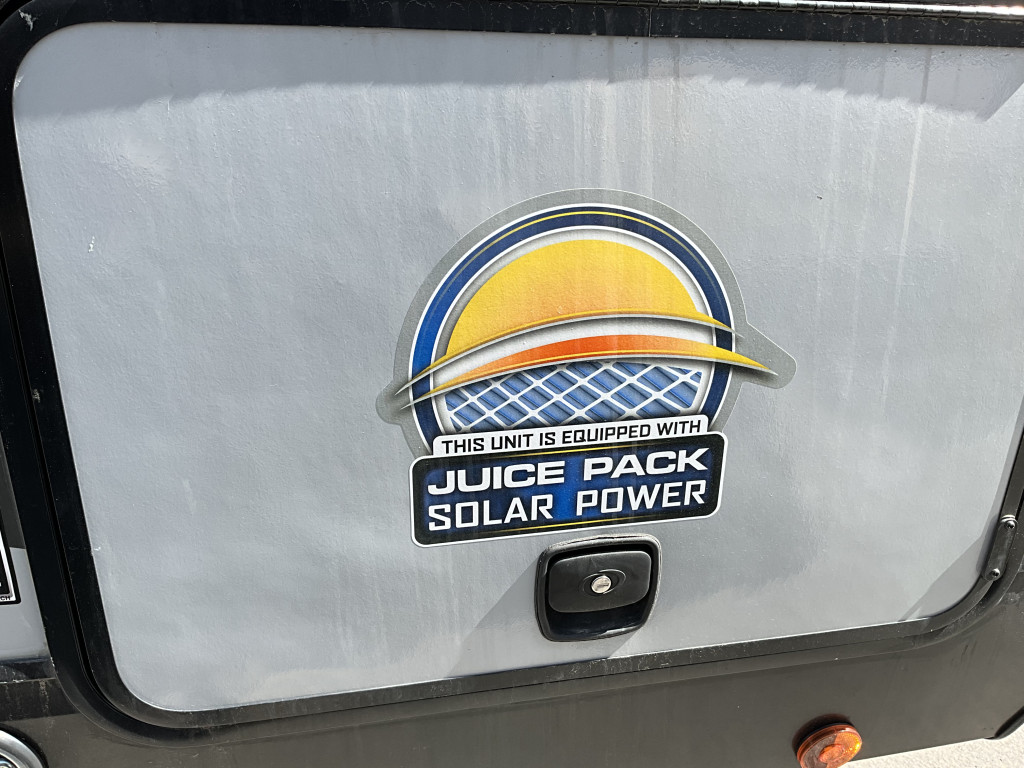 THIS UNIT IS EQUIPPED WITH
JUICE PACK
SOLAR POWER